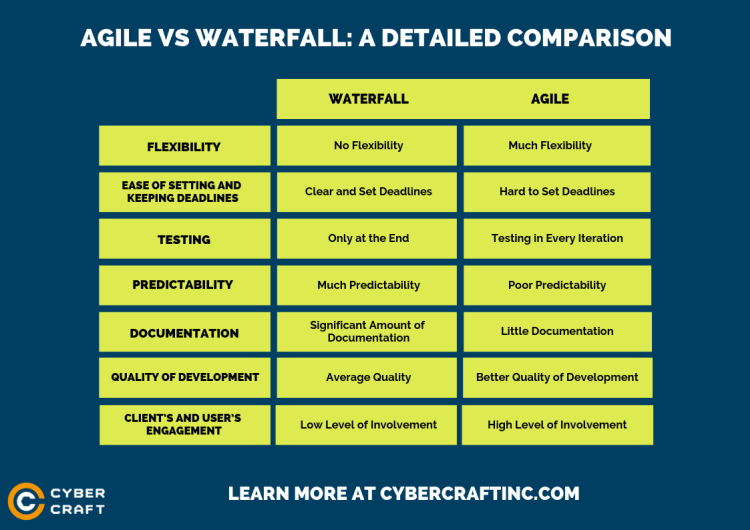 AGILE VS WATERFALL: A DETAILED COMPARISON
WATERFALL AGILE
FLEXIBILITY No Flexibility Much Flexibility
EASE OF SETTING AND
KEEPING DEADLINES
Clear and Set Deadlines Hard to Set Deadlines
TESTING Only at the End Testing in Every Iteration
PREDICTABILITY Much Predictability Poor Predictability
DOCUMENTATION
Significant Amount of
Documentation
Little Documentation
QUALITY OF DEVELOPMENT Average Quality Better Quality of Development
CLIENT'S AND USER'S
ENGAGEMENT
Low Level of Involvement High Level of Involvement
CYBER
CRAFT
LEARN MORE AT CYBERCRAFTINC.COM